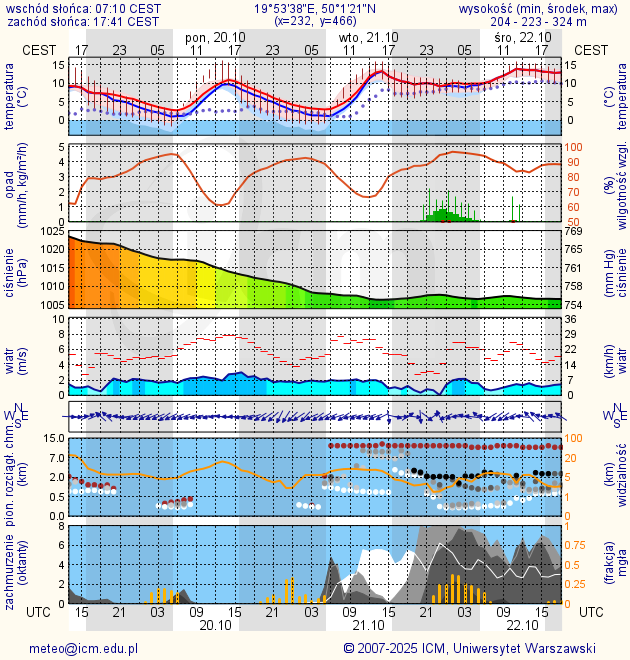 wschód słońca: 07:10 CEST 19°53'38"E, 50°1'21"N wysokość (min, środek, max)
zachód słońca: 17:41 CEST (x=232, y=466) 204 - 223 - 324 m
pon, 20.10 wto, 21.10 śro, 22.10
CEST 17 23 05 11 17 23 05 11 17 23 05 11 17 CEST
temperatura (°C) 15 10 5 0 15 10 5 0 temperatura (°C)
opad (mm/h, kg/m²/h) 5 4 3 2 1 0 100 90 80 70 60 50 (%) wilgotność wzgl.
ciśnienie (hPa) 1025 1020 1015 1010 1005 769 765 761 758 754 (mm Hg) ciśnienie
wiatr (m/s) 10 8 6 4 2 0 36 29 22 14 7 0 (km/h) wiatr
N W E S N W E S
pion. rozciągł. chm. (km) 15.0 7.0 2.0 0.5 0.0 100 20 5 1 0 (km) widzialność
zachmurzenie (oktanty) 8 6 4 2 0 1 0.75 0.5 0.25 0 (frakcja) mgła
UTC 15 21 03 09 15 21 03 09 15 21 03 09 15 UTC
20.10 21.10 22.10
meteo@icm.edu.pl © 2007-2025 ICM, Uniwersytet Warszawski